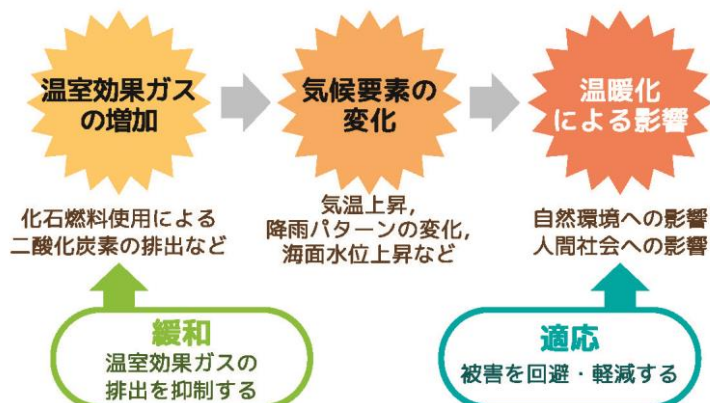 温室効果ガス
の増加
気候要素の
変化
温暖化
による影響
化石燃料使用による
二酸化炭素の排出など
気温上昇,
降雨パターンの変化,
海面水位上昇など
自然環境への影響
人間社会への影響
緩和
温室効果ガスの
排出を抑制する
適応
被害を回避・軽減する